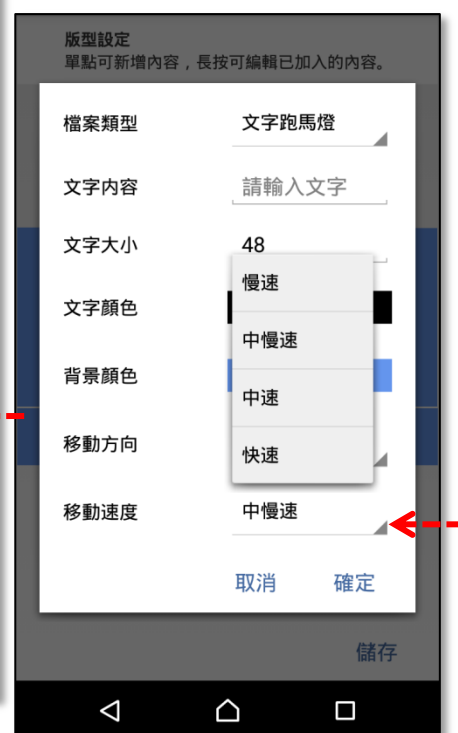 版型設定
單點可新增內容，長按可編輯已加入的內容。
檔案類型 文字跑馬燈
文字內容 請輸入文字
文字大小 48
文字顏色
背景顏色
移動方向
慢速
中慢速
中速
快速
移動速度 中慢速
取消 確定
儲存